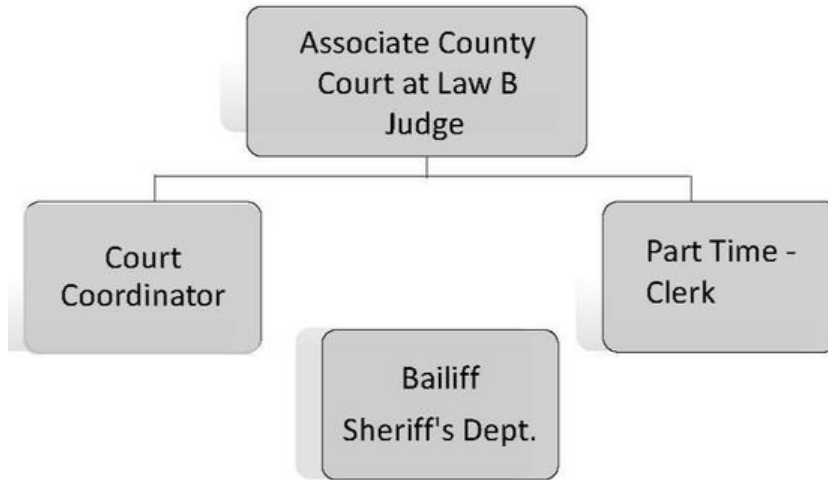 Associate County
Court at Law B
Judge
Court
Coordinator
Part Time -
Clerk
Bailiff
Sheriff's Dept.